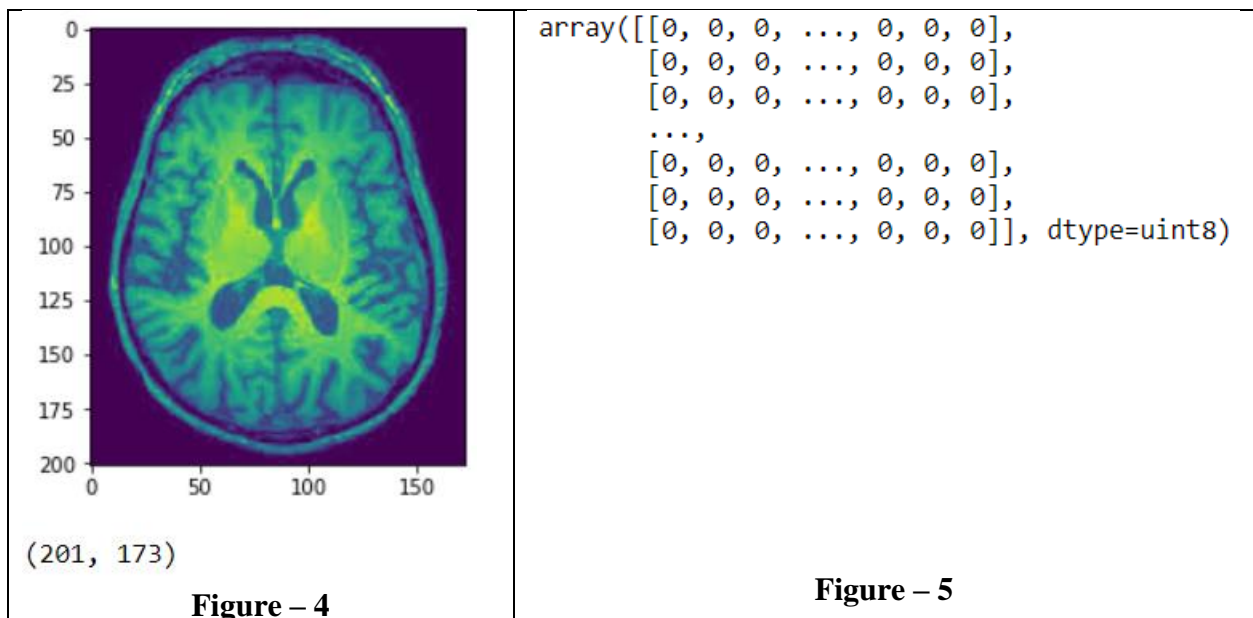 0
25
50
75
100
125
150
175
200
0 50 100 150
(201, 173)
Figure – 4
array([[0, 0, 0, ..., 0, 0, 0],
[0, 0, 0, ..., 0, 0, 0],
[0, 0, 0, ..., 0, 0, 0],
...,
[0, 0, 0, ..., 0, 0, 0],
[0, 0, 0, ..., 0, 0, 0],
[0, 0, 0, ..., 0, 0, 0]], dtype=uint8)
Figure – 5